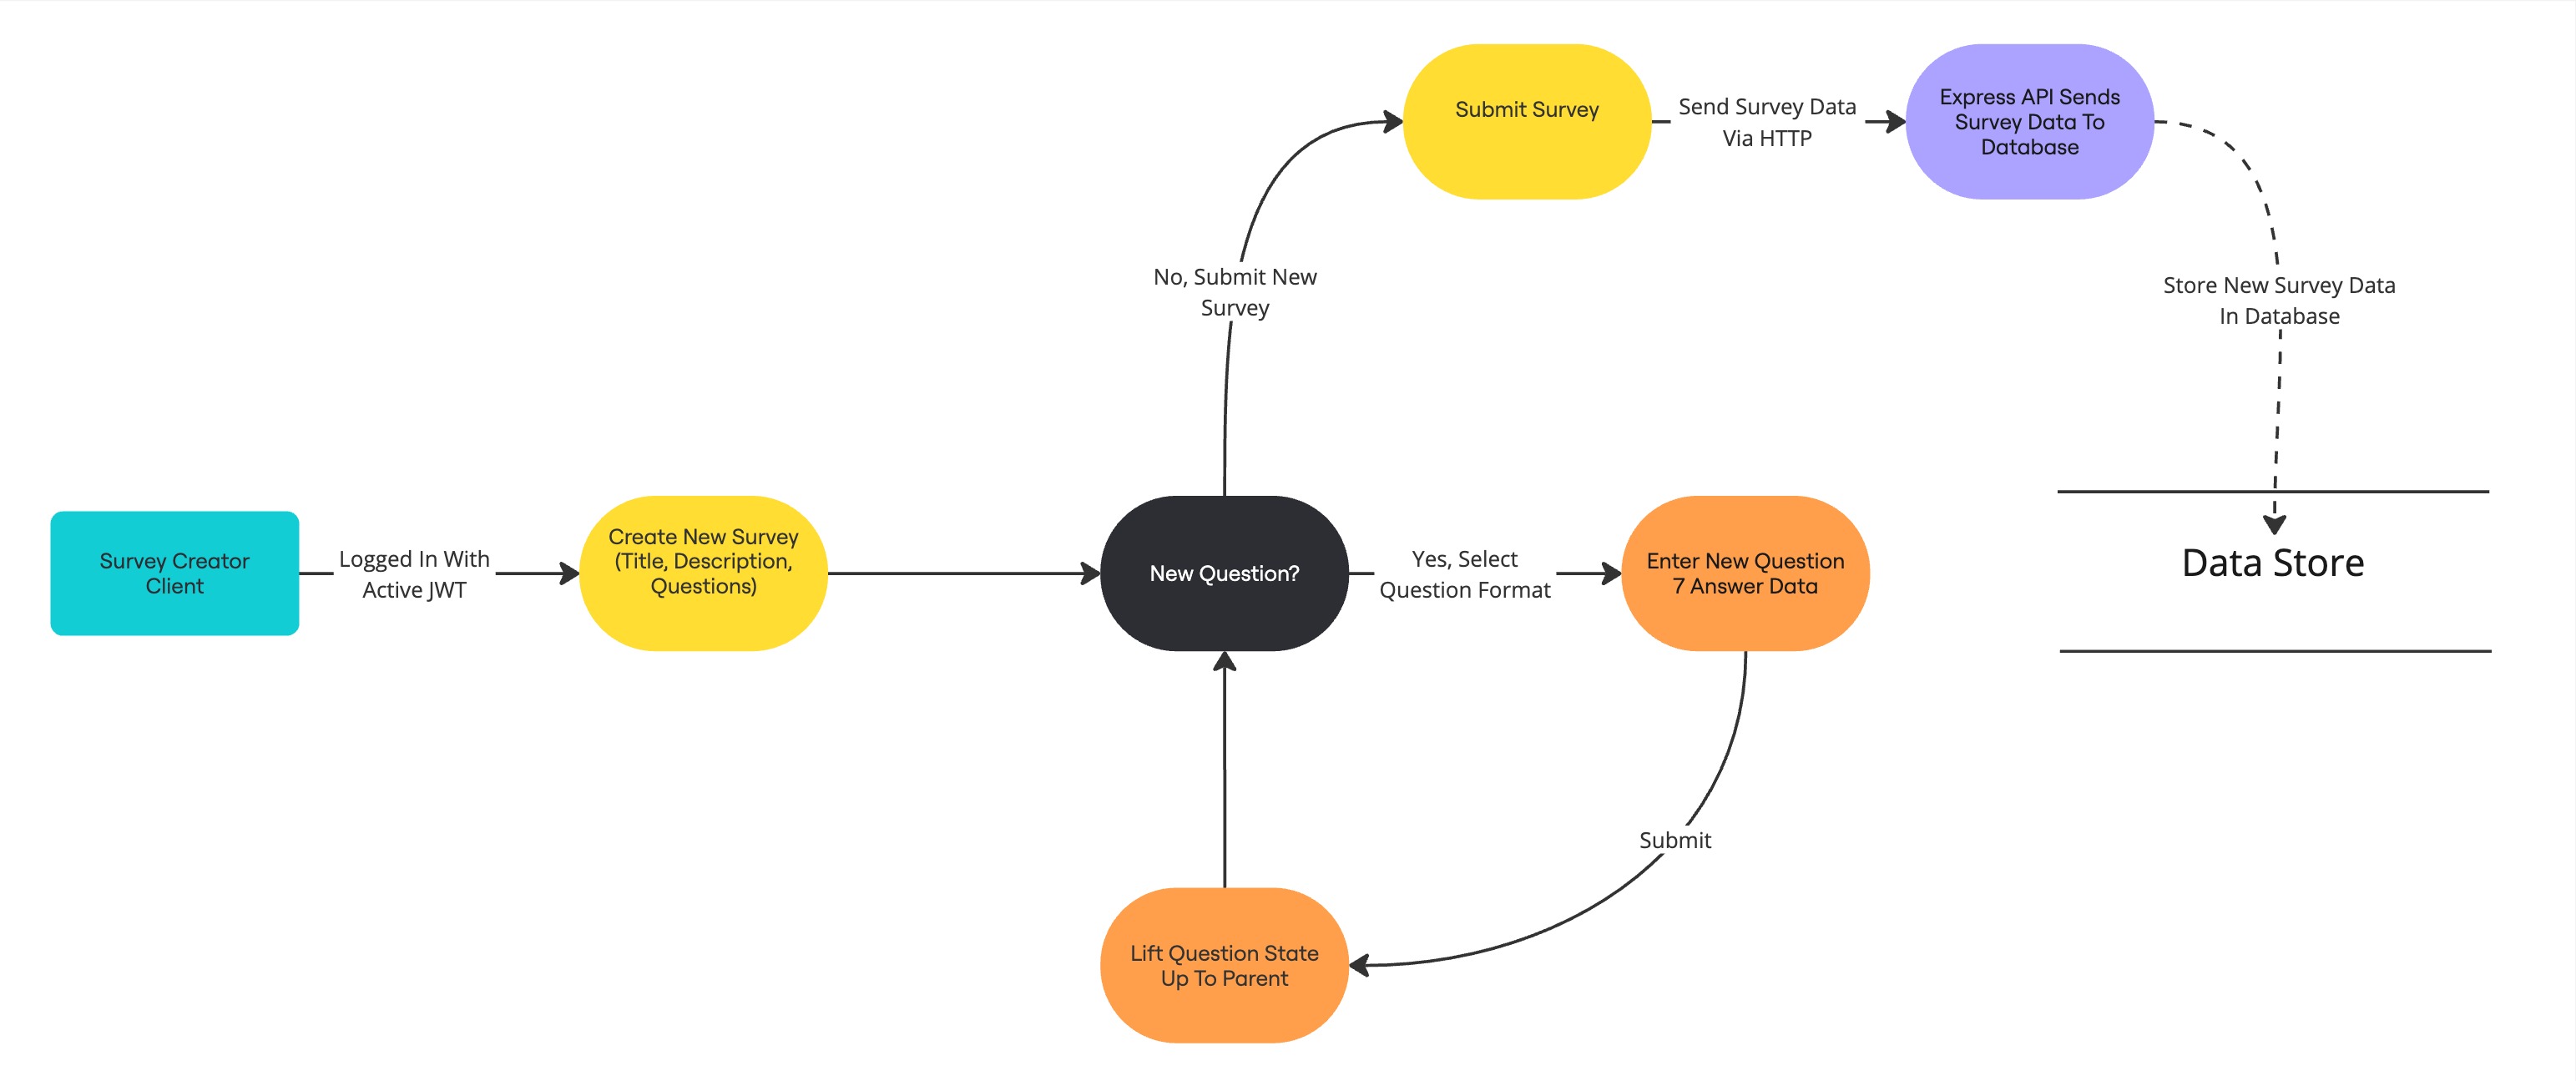 Submit Survey
Send Survey Data
Via HTTP
Express API Sends
Survey Data To
Database
No, Submit New
Survey
Store New Survey Data
In Database
Survey Creator
Client
Logged In With
Active JWT
Create New Survey
(Title, Description,
Questions)
New Question?
Yes, Select
Question Format
Enter New Question
7 Answer Data
Data Store
Submit
Lift Question State
Up To Parent